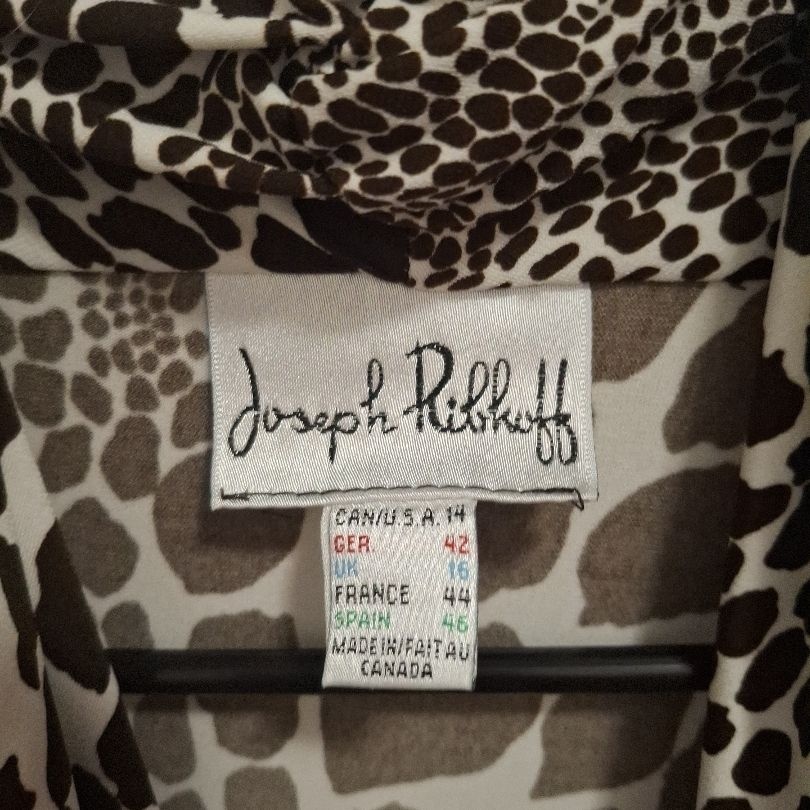 Joseph Ribkoff
CAN/U.S.A. 14
GER. 42
UK 16
FRANCE 44
SPAIN 46
MADE IN/FAIT AU
CANADA